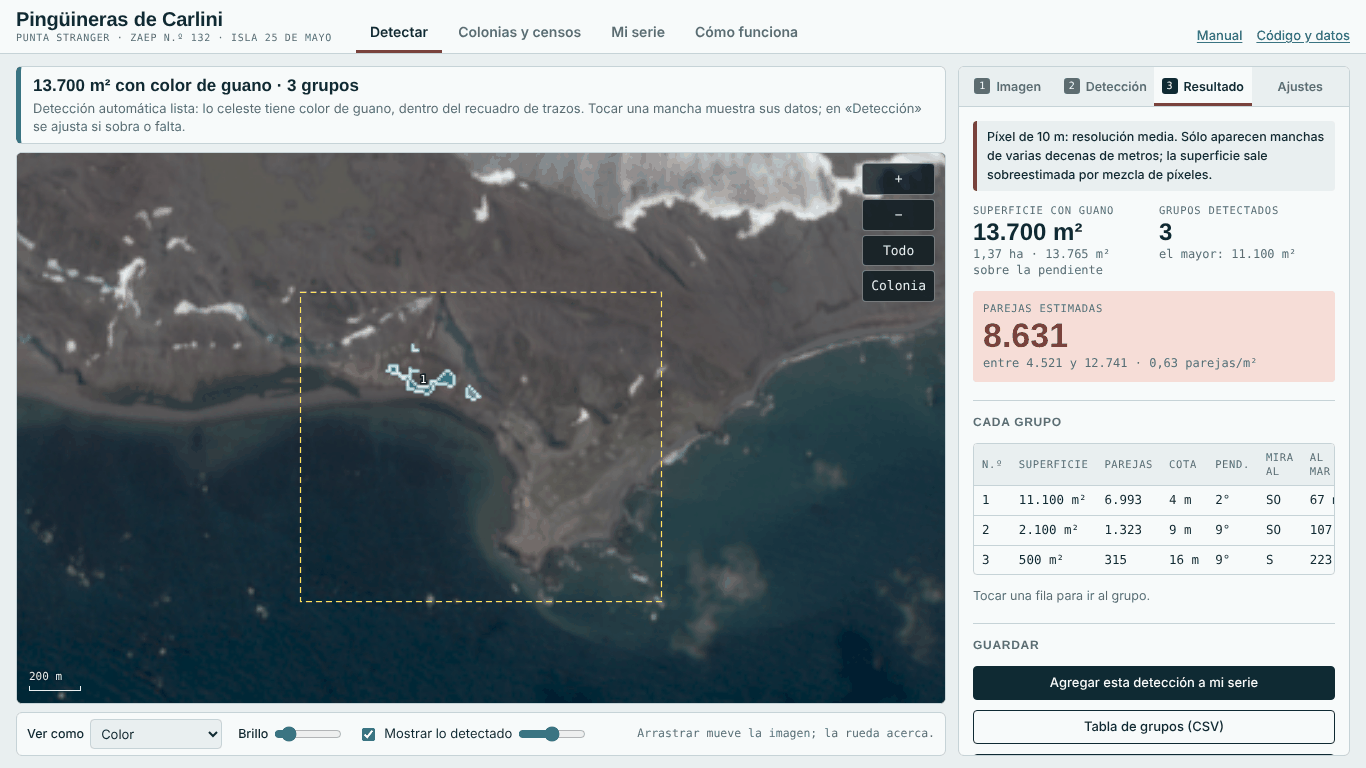 Pingüineras de Carlini
PUNTA STRANGER · ZAEP N.º 132 · ISLA 25 DE MAYO
Detectar
Colonias y censos
Mi serie
Cómo funciona
Manual
Código y datos
13.700 m² con color de guano · 3 grupos
Detección automática lista: lo celeste tiene color de guano, dentro del recuadro de trazos. Tocar una mancha muestra sus datos; en «Detección»
se ajusta si sobra o falta.
+
−
Todo
Colonia
1
200 m
Ver como
Color
Brillo
Mostrar lo detectado
Arrastrar mueve la imagen; la rueda acerca.
1 Imagen
2 Detección
3 Resultado
Ajustes
Píxel de 10 m: resolución media. Sólo aparecen manchas
de varias decenas de metros; la superficie sale
sobreestimada por mezcla de píxeles.
SUPERFICIE CON GUANO
13.700 m²
1,37 ha · 13.765 m²
sobre la pendiente
GRUPOS DETECTADOS
3
el mayor: 11.100 m²
PAREJAS ESTIMADAS
8.631
entre 4.521 y 12.741 · 0,63 parejas/m²
CADA GRUPO
N.º SUPERFICIE PAREJAS COTA PEND. MIRA AL AL MAR
1 11.100 m² 6.993 4 m 2° SO 67
2 2.100 m² 1.323 9 m 9° SO 107
3 500 m² 315 16 m 9° S 223
Tocar una fila para ir al grupo.
GUARDAR
Agregar esta detección a mi serie
Tabla de grupos (CSV)